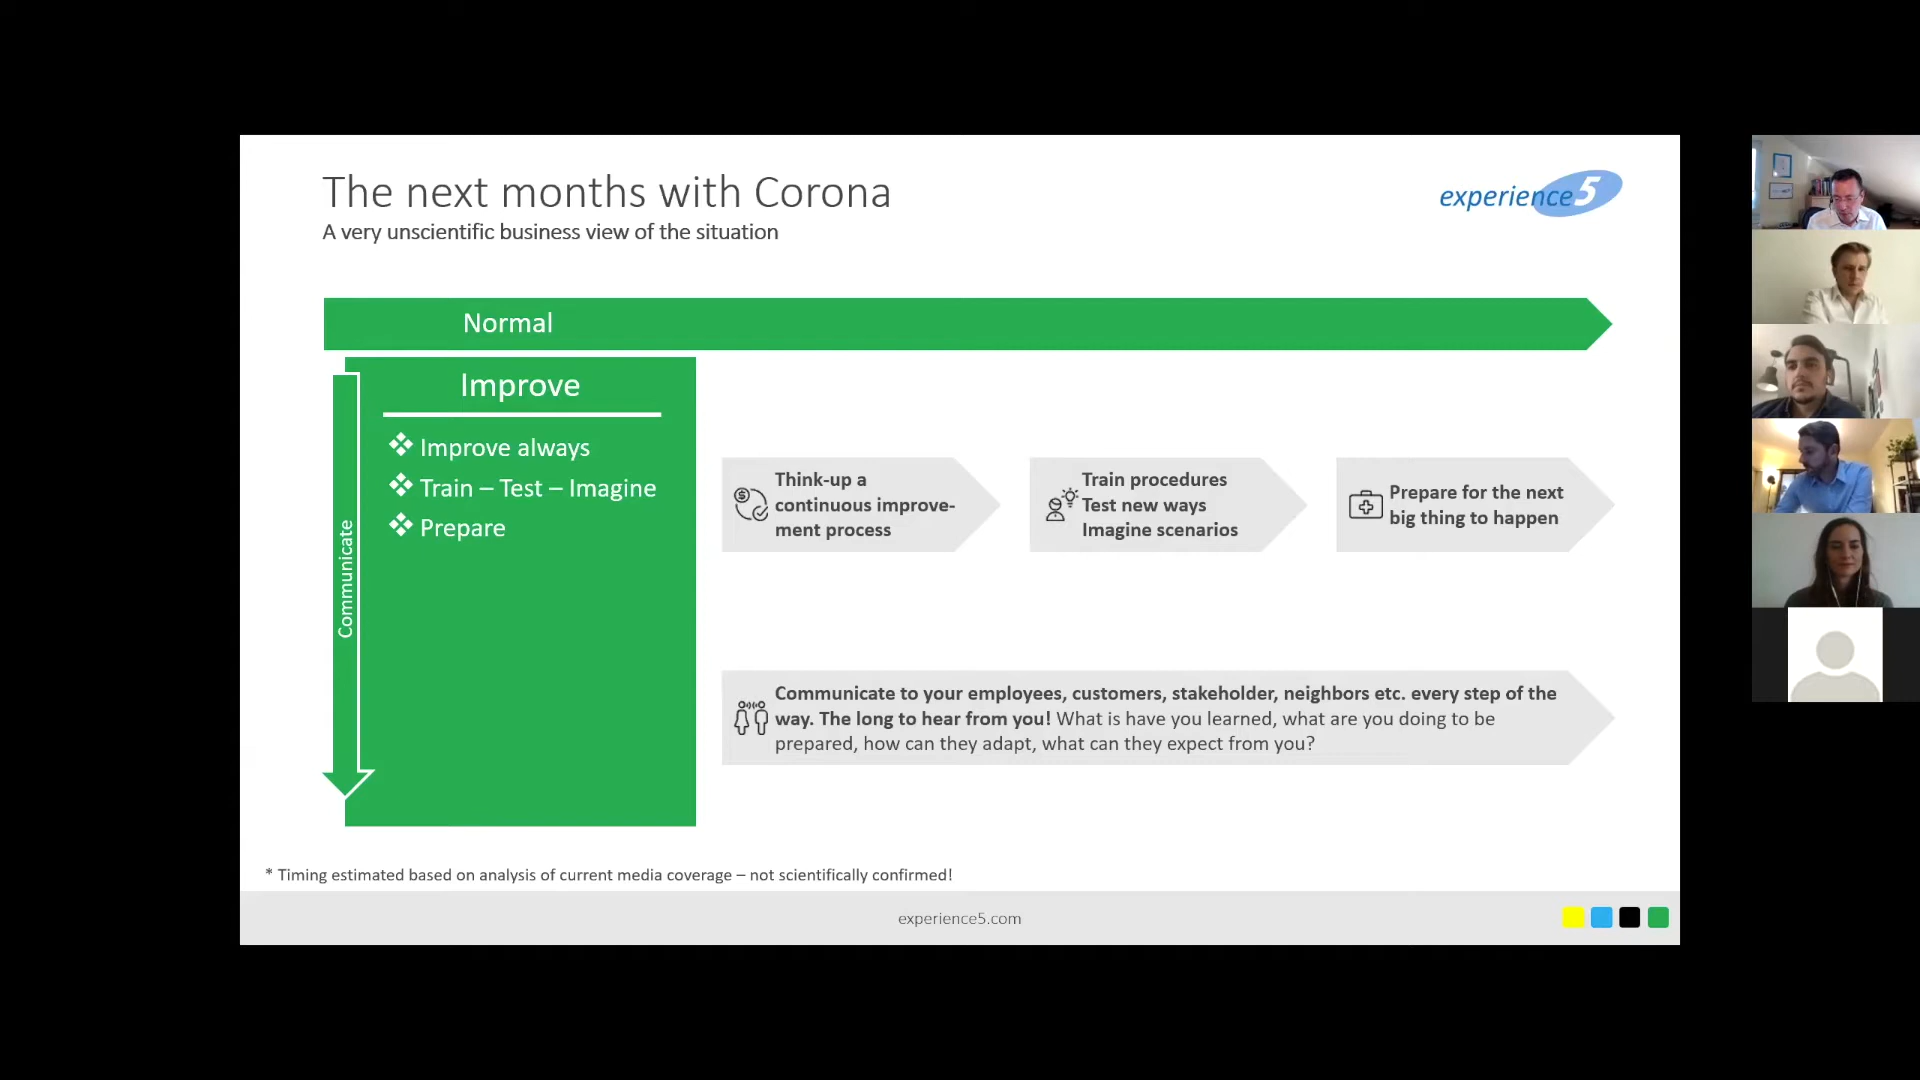 The next months with Corona
A very unscientific business view of the situation
experience5
Normal
Improve
Improve always
Train – Test – Imagine
Prepare
Communicate
Think-up a
continuous improve-
ment process
Train procedures
Test new ways
Imagine scenarios
Prepare for the next
big thing to happen
Communicate to your employees, customers, stakeholder, neighbors etc. every step of the
way. The long to hear from you! What is have you learned, what are you doing to be
prepared, how can they adapt, what can they expect from you?
* Timing estimated based on analysis of current media coverage – not scientifically confirmed!
experience5.com